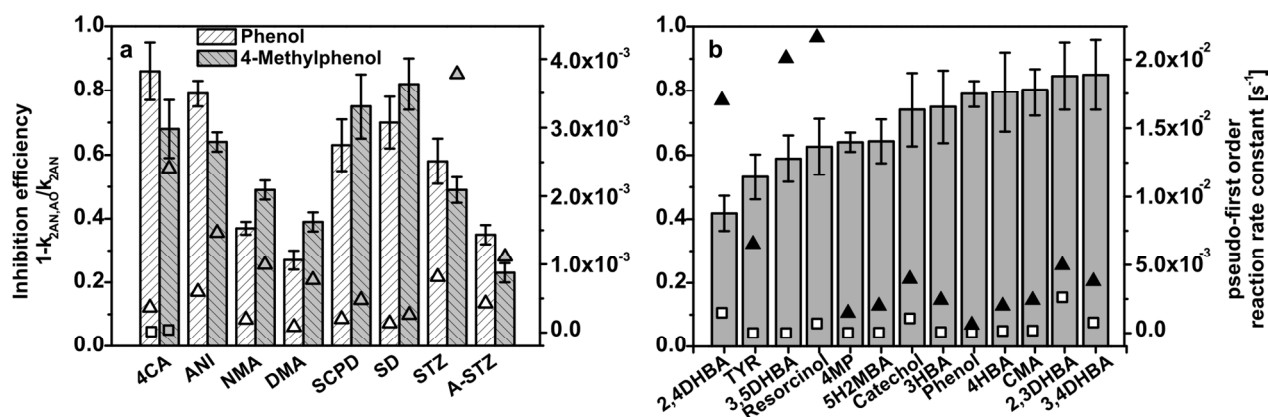 a
Phenol
4-Methylphenol
Inhibition efficiency
1-k2AN,AO/k2AN
1.0
0.8
0.6
0.4
0.2
0.0
4.0x10-3
3.0x10-3
2.0x10-3
1.0x10-3
0.0
4CA
ANI
NMA
DMA
SCPD
SD
STZ
A-STZ
b
1.0
0.8
0.6
0.4
0.2
0.0
2.0x10-2
1.5x10-2
1.0x10-2
5.0x10-3
0.0
pseudo-first order
reaction rate constant [s-1]
2,4DHBA
TYR
3,5DHBA
Resorcinol
4MP
5H2MBA
Catechol
3HBA
Phenol
4HBA
CMA
2,3DHBA
3,4DHBA